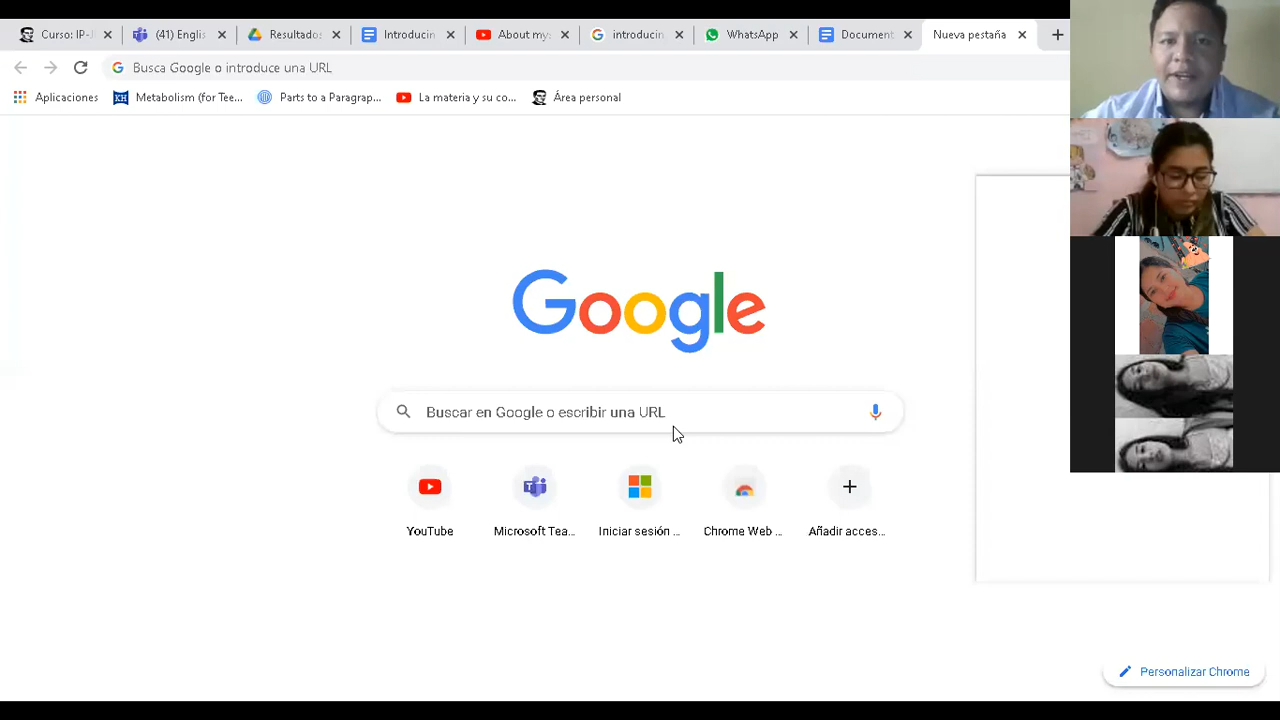 Curso: IP-
(41) Englis
Resultado
Introducin
About my
introducin
WhatsApp
Document
Nueva pestaña
Busca Google o introduce una URL
Aplicaciones
Metabolism (for Tee...
Parts to a Paragrap...
La materia y su co...
Área personal
Google
Buscar en Google o escribir una URL
YouTube
Microsoft Tea...
Iniciar sesión ...
Chrome Web ...
Añadir acces...
Personalizar Chrome